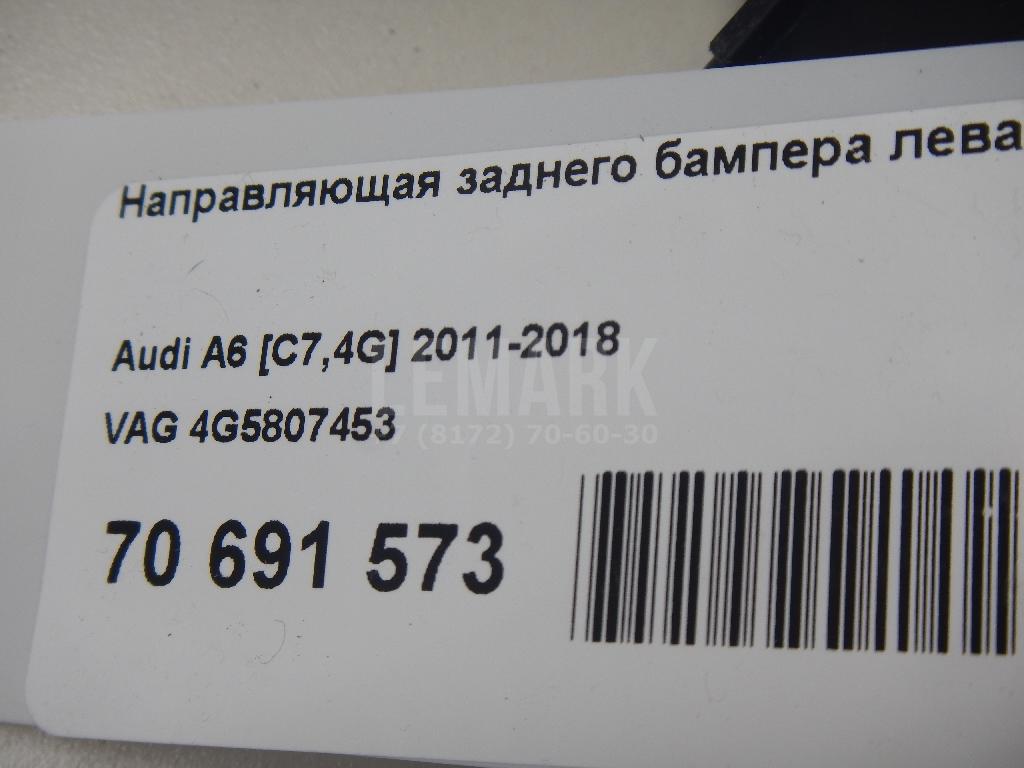 Направляющая заднего бампера лева
Audi A6 [C7,4G] 2011-2018
LEMARK
VAG 4G5807453
7 (8172) 70-60-30
70 691 573